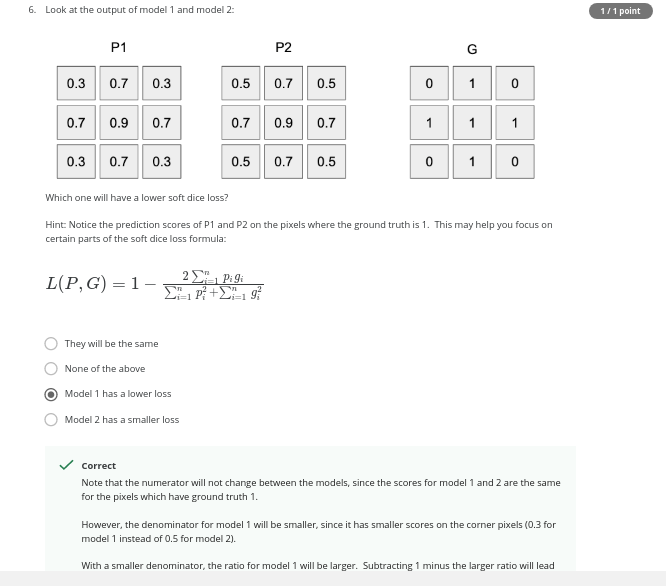 6. Look at the output of model 1 and model 2:
1 / 1 point
P1 P2 G
0.3 0.7 0.3 0.5 0.7 0.5 0 1 0
0.7 0.9 0.7 0.7 0.9 0.7 1 1 1
0.3 0.7 0.3 0.5 0.7 0.5 0 1 0
Which one will have a lower soft dice loss?
Hint: Notice the prediction scores of P1 and P2 on the pixels where the ground truth is 1. This may help you focus on
certain parts of the soft dice loss formula:
L(P, G) = 1 − \frac{2 \sum_{i=1}^{n} p_i g_i}{\sum_{i=1}^{n} p_i^2 + \sum_{i=1}^{n} g_i^2}
They will be the same
None of the above
Model 1 has a lower loss
Model 2 has a smaller loss
Correct
Note that the numerator will not change between the models, since the scores for model 1 and 2 are the same
for the pixels which have ground truth 1.
However, the denominator for model 1 will be smaller, since it has smaller scores on the corner pixels (0.3 for
model 1 instead of 0.5 for model 2).
With a smaller denominator, the ratio for model 1 will be larger. Subtracting 1 minus the larger ratio will lead